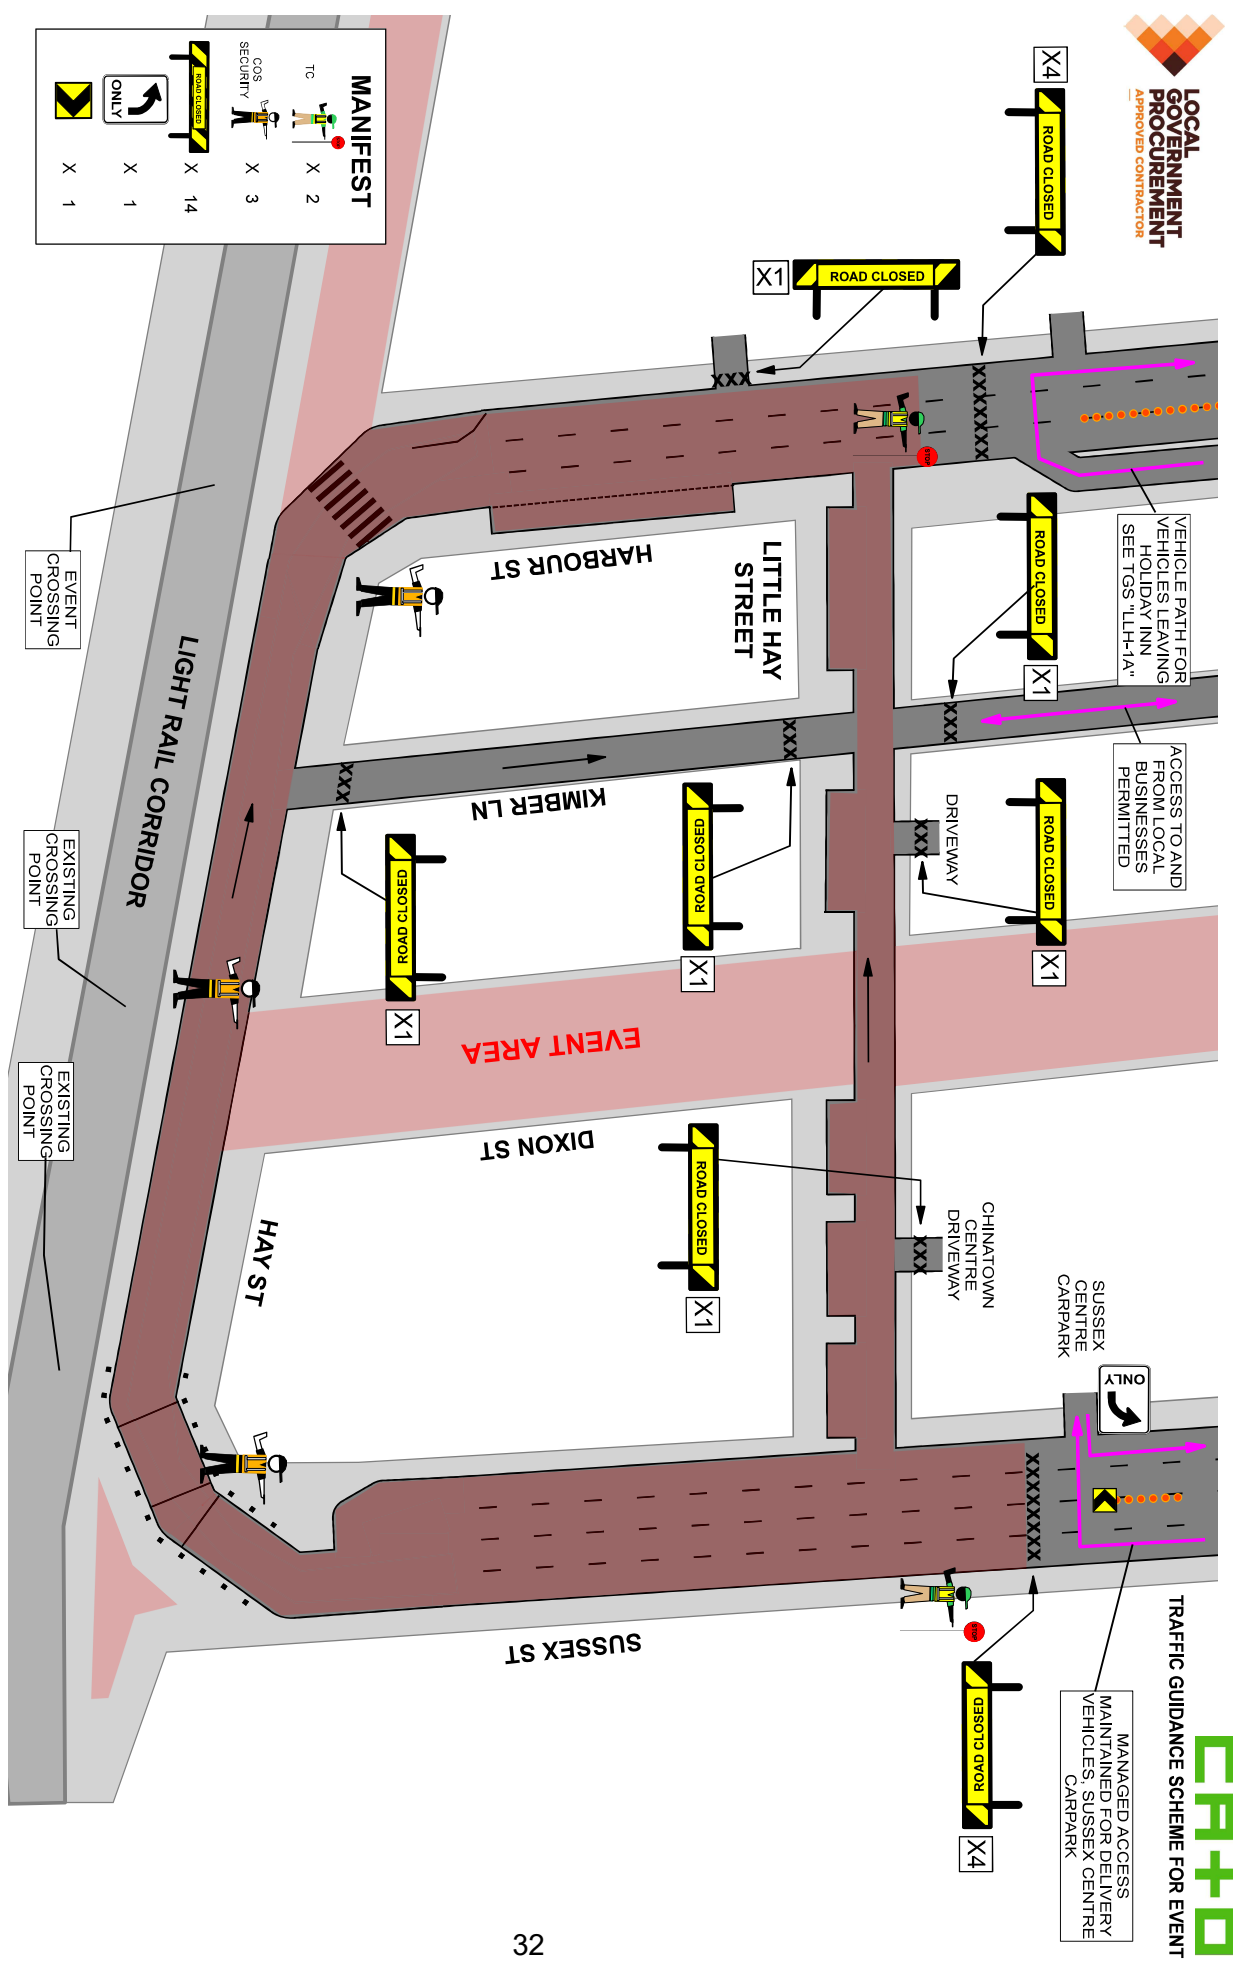 LOCAL
GOVERNMENT
PROCUREMENT
APPROVED CONTRACTOR
CA+D
TRAFFIC GUIDANCE SCHEME FOR EVENT
MANIFEST
TC
X 2
COS
SECURITY
X 3
ROAD CLOSED
X 14
ONLY
X 1
X 1
X4
ROAD CLOSED
X1
ROAD CLOSED
VEHICLE PATH FOR
VEHICLES LEAVING
HOLIDAY INN
SEE TGS "LLH-1A"
STOP
ROAD CLOSED
X1
ACCESS TO AND
FROM LOCAL
BUSINESSES
PERMITTED
ROAD CLOSED
X1
DRIVEWAY
HARBOUR ST
LITTLE HAY
STREET
KIMBER LN
ROAD CLOSED
X1
ROAD CLOSED
X1
EVENT AREA
DIXON ST
ROAD CLOSED
X1
CHINATOWN
CENTRE
DRIVEWAY
SUSSEX
CENTRE
CARPARK
ONLY
HAY ST
LIGHT RAIL CORRIDOR
EVENT
CROSSING
POINT
EXISTING
CROSSING
POINT
EXISTING
CROSSING
POINT
SUSSEX ST
STOP
ROAD CLOSED
X4
MANAGED ACCESS
MAINTAINED FOR DELIVERY
VEHICLES, SUSSEX CENTRE
CARPARK
32